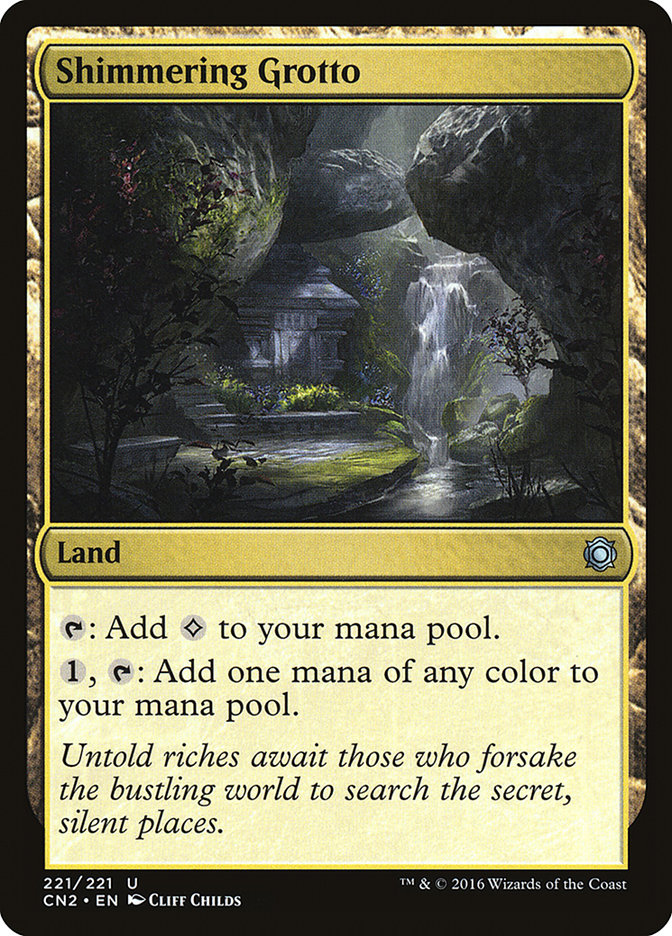 Shimmering Grotto
Land
: Add to your mana pool.
1, : Add one mana of any color to
your mana pool.
Untold riches await those who forsake
the bustling world to search the secret,
silent places.
221/221 U
CN2 • EN Cliff Childs
™ & © 2016 Wizards of the Coast